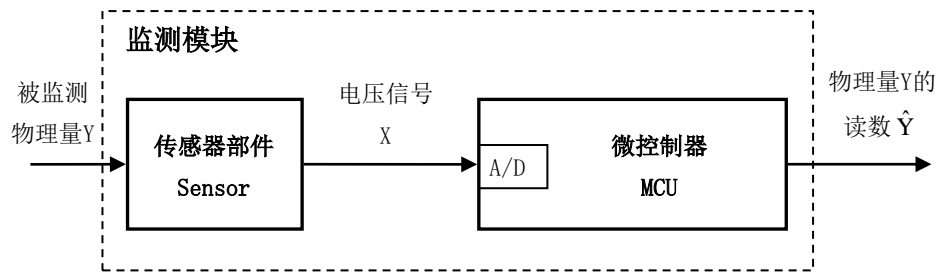 监测模块
被监测
物理量Y
传感器部件
Sensor
电压信号
X
A/D
微控制器
MCU
物理量Y的
读数 Ŷ